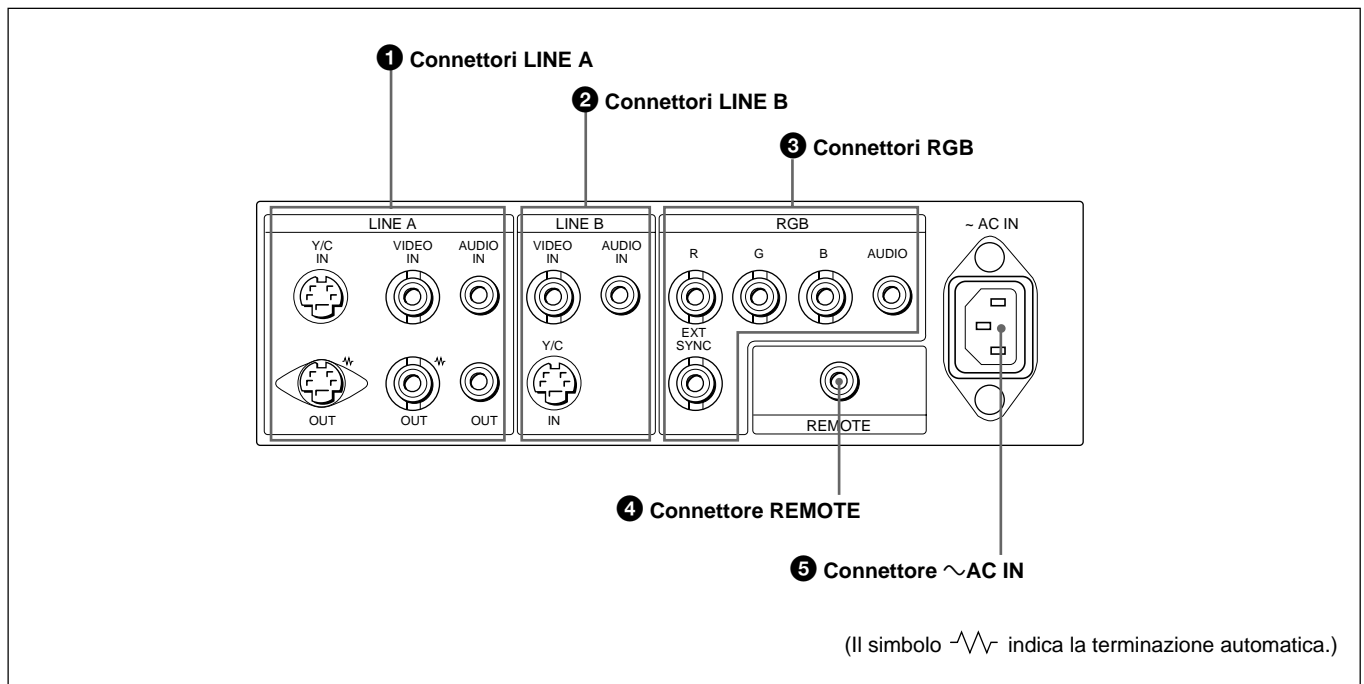 ❶ Connettori LINE A
❷ Connettori LINE B
❸ Connettori RGB
LINE A
LINE B
RGB
~ AC IN
Y/C
IN
VIDEO
IN
AUDIO
IN
VIDEO
IN
AUDIO
IN
R
G
B
AUDIO
EXT
SYNC
Y/C
IN
OUT
OUT
OUT
REMOTE
❹ Connettore REMOTE
❺ Connettore ~AC IN
(Il simbolo indica la terminazione automatica.)